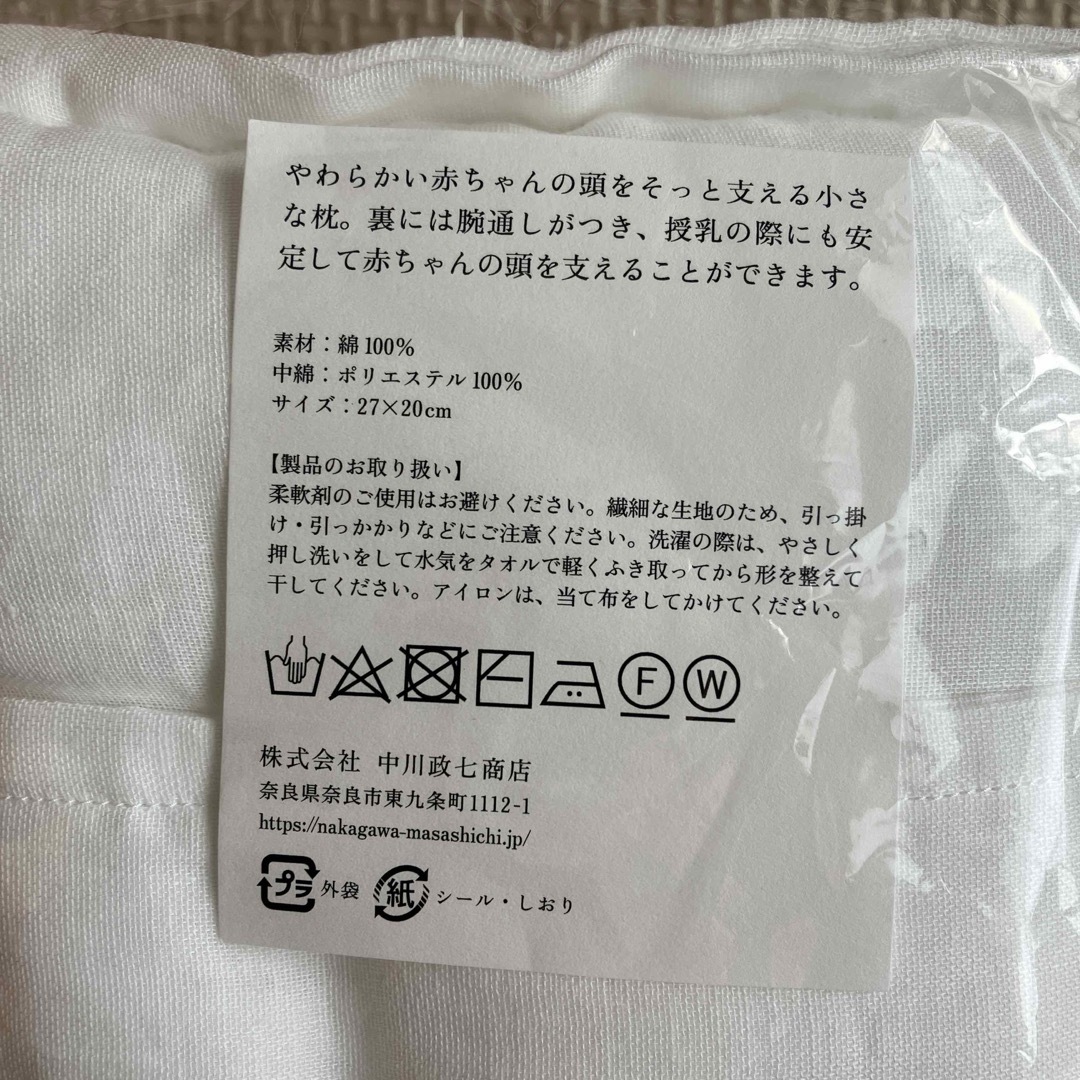 やわらかい赤ちゃんの頭をそっと支える小さ
な枕。裏には腕通しがつき、授乳の際にも安
定して赤ちゃんの頭を支えることができます。
素材：綿100%
中綿：ポリエステル100%
サイズ：27×20cm
【製品のお取り扱い】
柔軟剤のご使用はお避けください。繊細な生地のため、引っ掛
け・引っかかりなどにご注意ください。洗濯の際は、やさしく
押し洗いをして水気をタオルで軽くふき取ってから形を整えて
干してください。アイロンは、当て布をしてかけてください。
F W
株式会社 中川政七商店
奈良県奈良市東九条町1112-1
https://nakagawa-masashichi.jp/
プラ 外袋 紙 シール・しおり